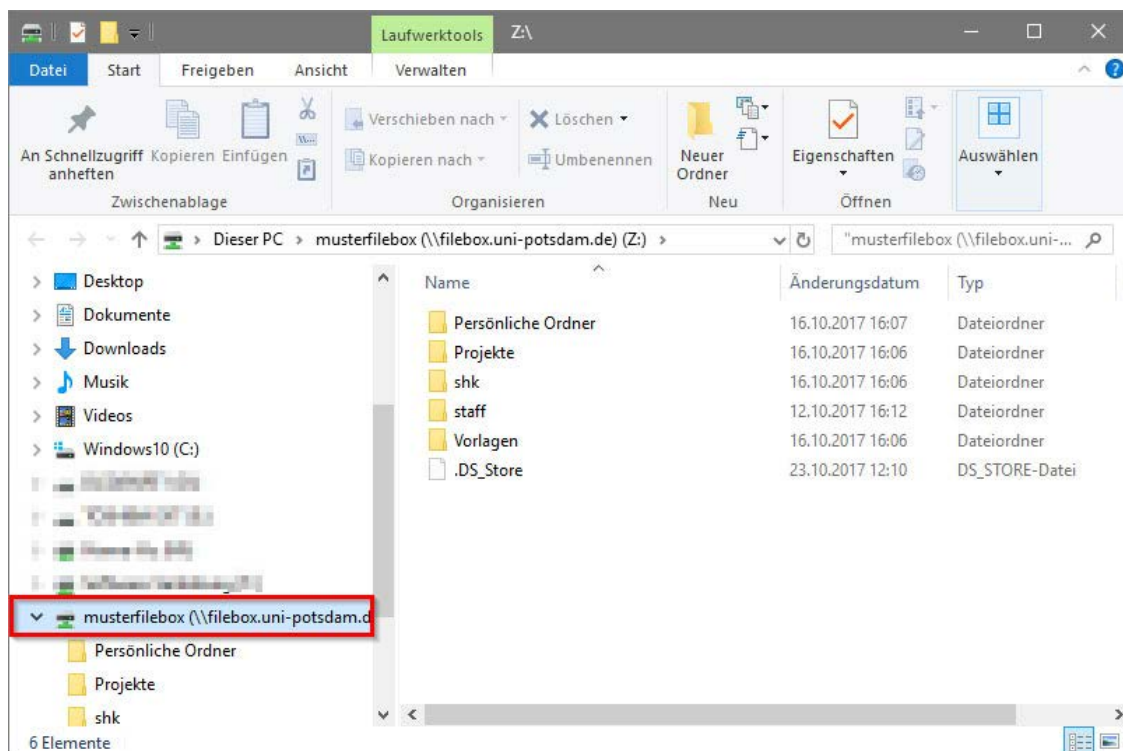 Laufwerktools Z:\
Datei Start Freigeben Ansicht Verwalten
An Schnellzugriff anheften Kopieren Einfügen
Verschieben nach Löschen
Kopieren nach Umbenennen
Neuer Ordner
Eigenschaften
Auswählen
Zwischenablage Organisieren Neu Öffnen
Dieser PC > musterfilebox (\\filebox.uni-potsdam.de) (Z:) >
"musterfilebox (\\filebox.uni-...
Desktop
Dokumente
Downloads
Musik
Videos
Windows10 (C:)
musterfilebox (\\filebox.uni-potsdam.d
Persönliche Ordner
Projekte
shk
Name Änderungsdatum Typ
Persönliche Ordner 16.10.2017 16:07 Dateiordner
Projekte 16.10.2017 16:06 Dateiordner
shk 16.10.2017 16:06 Dateiordner
staff 12.10.2017 16:12 Dateiordner
Vorlagen 16.10.2017 16:06 Dateiordner
.DS_Store 23.10.2017 12:10 DS_STORE-Datei
6 Elemente